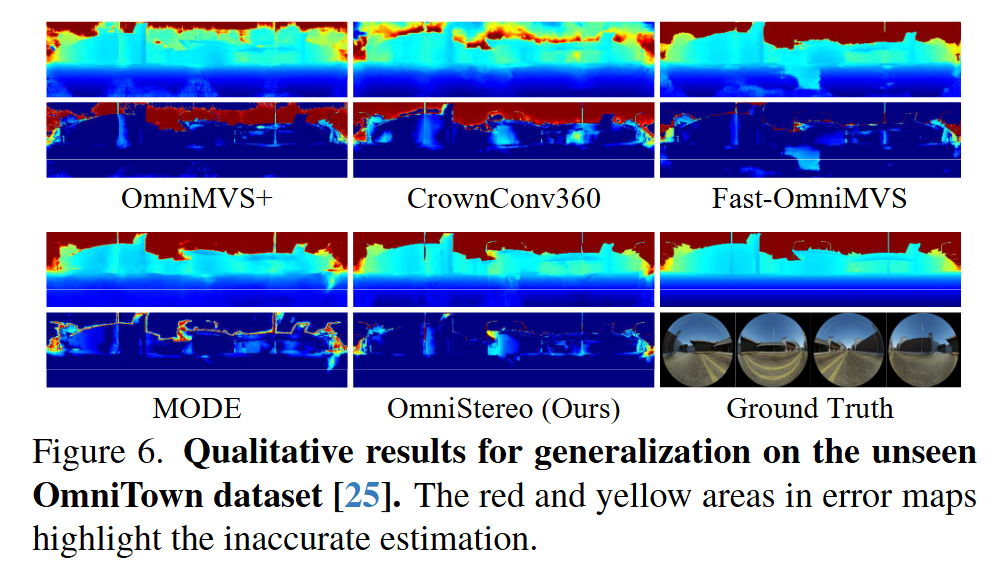 OmniMVS+ CrownConv360 Fast-OmniMVS
MODE OmniStereo (Ours) Ground Truth
Figure 6. Qualitative results for generalization on the unseen
OmniTown dataset [25]. The red and yellow areas in error maps
highlight the inaccurate estimation.